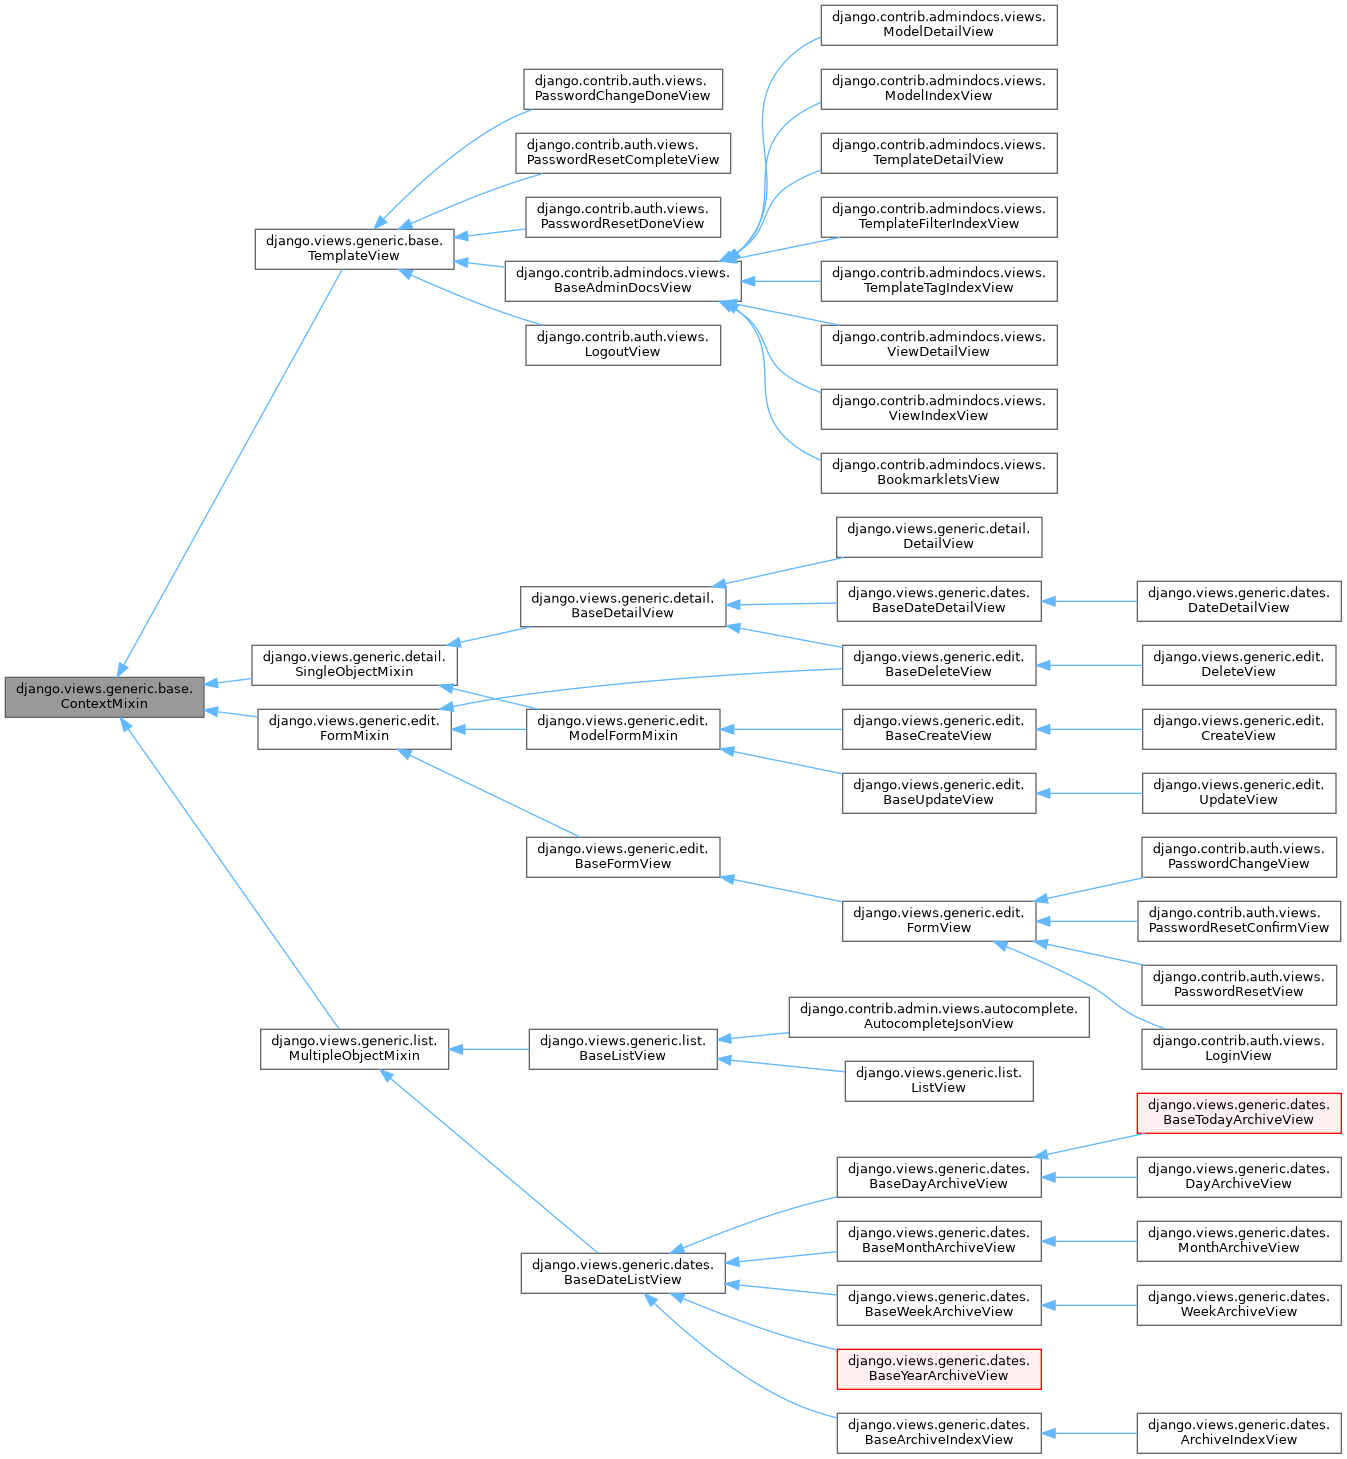 django.contrib.admindocs.views.
ModelDetailView
django.contrib.auth.views.
PasswordChangeDoneView
django.contrib.admindocs.views.
ModelIndexView
django.contrib.auth.views.
PasswordResetCompleteView
django.contrib.admindocs.views.
TemplateDetailView
django.contrib.auth.views.
PasswordResetDoneView
django.contrib.admindocs.views.
TemplateFilterIndexView
django.views.generic.base.
TemplateView
django.contrib.admindocs.views.
BaseAdminDocsView
django.contrib.admindocs.views.
TemplateTagIndexView
django.contrib.auth.views.
LogoutView
django.contrib.admindocs.views.
ViewDetailView
django.contrib.admindocs.views.
ViewIndexView
django.contrib.admindocs.views.
BookmarkletsView
django.views.generic.detail.
DetailView
django.views.generic.detail.
BaseDetailView
django.views.generic.dates.
BaseDateDetailView
django.views.generic.dates.
DateDetailView
django.views.generic.detail.
SingleObjectMixin
django.views.generic.edit.
BaseDeleteView
django.views.generic.edit.
DeleteView
django.views.generic.base.
ContextMixin
django.views.generic.edit.
FormMixin
django.views.generic.edit.
ModelFormMixin
django.views.generic.edit.
BaseCreateView
django.views.generic.edit.
CreateView
django.views.generic.edit.
BaseUpdateView
django.views.generic.edit.
UpdateView
django.views.generic.edit.
BaseFormView
django.contrib.auth.views.
PasswordChangeView
django.views.generic.edit.
FormView
django.contrib.auth.views.
PasswordResetConfirmView
django.contrib.auth.views.
PasswordResetView
django.contrib.auth.views.
LoginView
django.views.generic.list.
MultipleObjectMixin
django.views.generic.list.
BaseListView
django.contrib.admin.views.autocomplete.
AutocompleteJsonView
django.views.generic.list.
ListView
django.views.generic.dates.
BaseTodayArchiveView
django.views.generic.dates.
BaseDayArchiveView
django.views.generic.dates.
DayArchiveView
django.views.generic.dates.
BaseDateListView
django.views.generic.dates.
BaseMonthArchiveView
django.views.generic.dates.
MonthArchiveView
django.views.generic.dates.
BaseWeekArchiveView
django.views.generic.dates.
WeekArchiveView
django.views.generic.dates.
BaseYearArchiveView
django.views.generic.dates.
BaseArchiveIndexView
django.views.generic.dates.
ArchiveIndexView